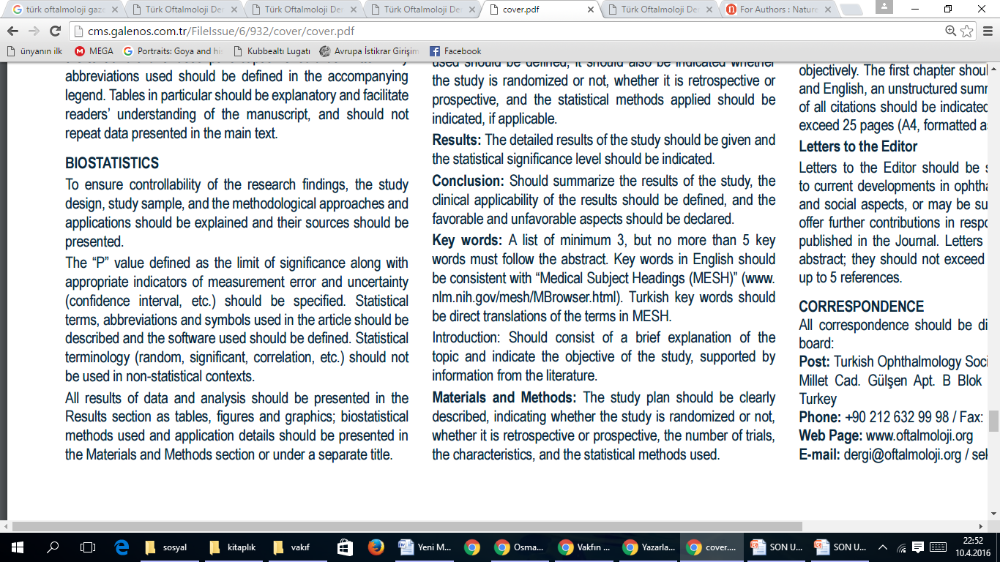 türk oftalmoloji gaze
Türk Oftalmoloji Der
Türk Oftalmoloji Der
Türk Oftalmoloji Der
cover.pdf
Türk Oftalmoloji Der
For Authors : Nature
cms.galenos.com.tr/FileIssue/6/932/cover/cover.pdf
ünyanın ilk
MEGA
Portraits: Goya and his
Kubbealtı Lugatı
Avrupa İstikrar Girişim
Facebook
abbreviations used should be defined in the accompanying
legend. Tables in particular should be explanatory and facilitate
readers’ understanding of the manuscript, and should not
repeat data presented in the main text.
BIOSTATISTICS
To ensure controllability of the research findings, the study
design, study sample, and the methodological approaches and
applications should be explained and their sources should be
presented.
The “P” value defined as the limit of significance along with
appropriate indicators of measurement error and uncertainty
(confidence interval, etc.) should be specified. Statistical
terms, abbreviations and symbols used in the article should be
described and the software used should be defined. Statistical
terminology (random, significant, correlation, etc.) should not
be used in non-statistical contexts.
All results of data and analysis should be presented in the
Results section as tables, figures and graphics; biostatistical
methods used and application details should be presented in
the Materials and Methods section or under a separate title.
used should be defined, it should also be indicated whether
the study is randomized or not, whether it is retrospective or
prospective, and the statistical methods applied should be
indicated, if applicable.
Results: The detailed results of the study should be given and
the statistical significance level should be indicated.
Conclusion: Should summarize the results of the study, the
clinical applicability of the results should be defined, and the
favorable and unfavorable aspects should be declared.
Key words: A list of minimum 3, but no more than 5 key
words must follow the abstract. Key words in English should
be consistent with “Medical Subject Headings (MESH)” (www.
nlm.nih.gov/mesh/MBrowser.html). Turkish key words should
be direct translations of the terms in MESH.
Introduction: Should consist of a brief explanation of the
topic and indicate the objective of the study, supported by
information from the literature.
Materials and Methods: The study plan should be clearly
described, indicating whether the study is randomized or not,
whether it is retrospective or prospective, the number of trials,
the characteristics, and the statistical methods used.
objectively. The first chapter shoul
and English, an unstructured summ
of all citations should be indicated
exceed 25 pages (A4, formatted as
Letters to the Editor
Letters to the Editor should be s
to current developments in ophtha
and social aspects, or may be su
offer further contributions in respo
published in the Journal. Letters
abstract; they should not exceed
up to 5 references.
CORRESPONDENCE
All correspondence should be di
board:
Post: Turkish Ophthalmology Soci
Millet Cad. Gülşen Apt. B Blok
Turkey
Phone: +90 212 632 99 98 / Fax:
Web Page: www.oftalmoloji.org
E-mail: dergi@oftalmoloji.org / sek
sosyal
kitaplık
vakıf
Yeni M...
Osma...
Vakfın ...
Yazarla...
cover....
SON U...
SON U...
22:52
10.4.2016